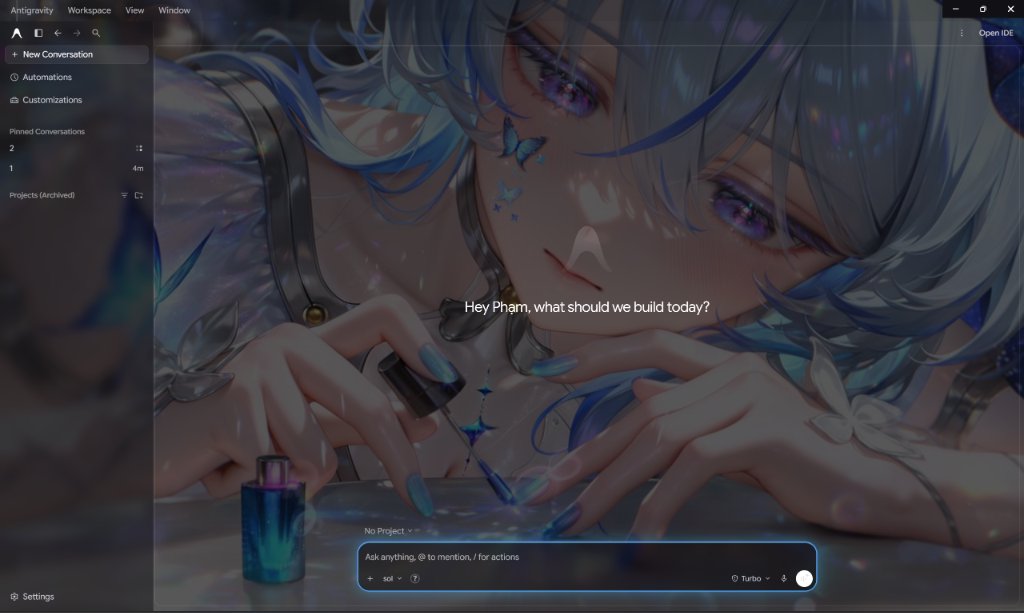 Antigravity Workspace View Window
Open IDE
New Conversation
Automations
Customizations
Pinned Conversations
2
1 4m
Projects (Archived)
Hey Phạm, what should we build today?
No Project
Ask anything, @ to mention, / for actions
+ sol ? Turbo
Settings